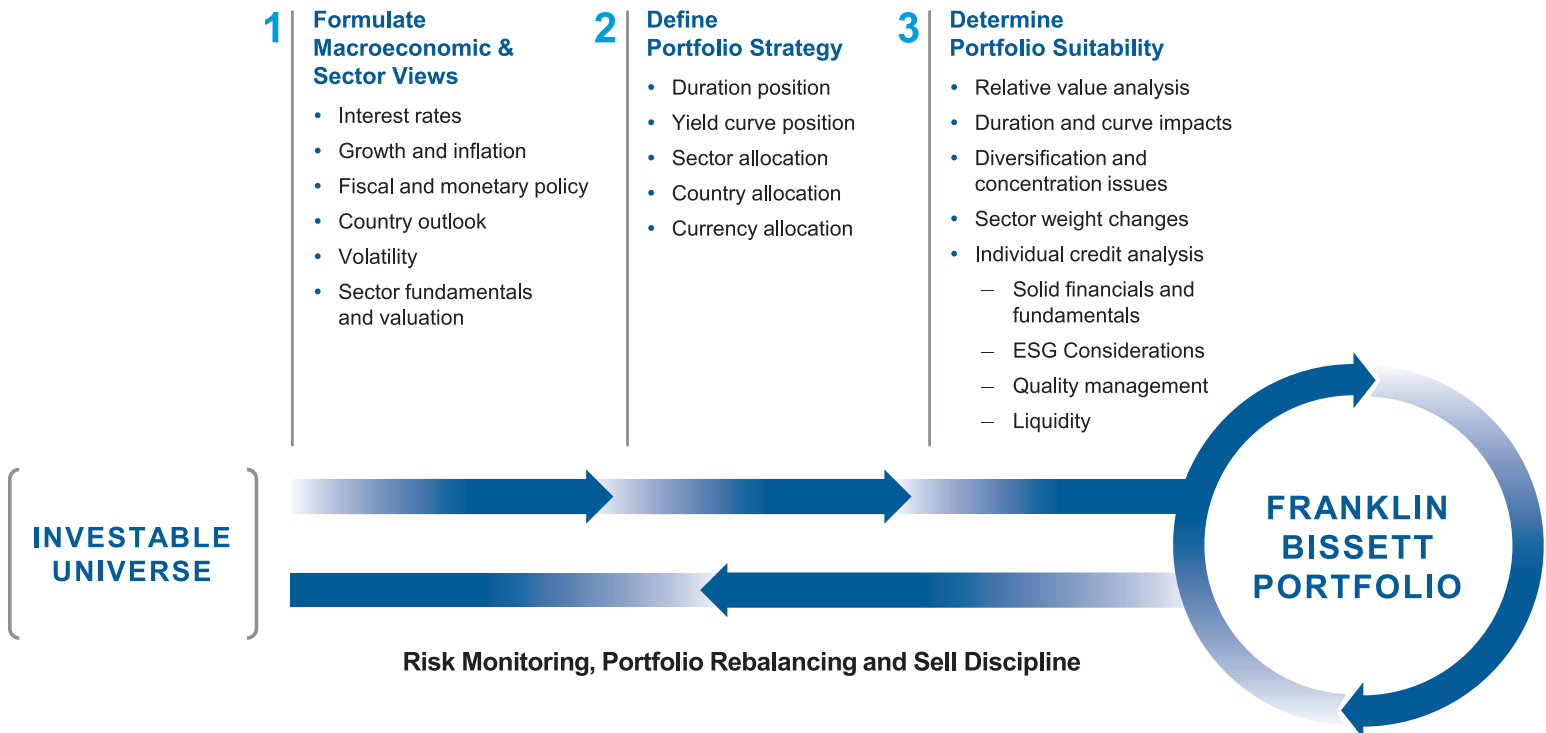 1
Formulate
Macroeconomic &
Sector Views
• Interest rates
• Growth and inflation
• Fiscal and monetary policy
• Country outlook
• Volatility
• Sector fundamentals
and valuation
2
Define
Portfolio Strategy
• Duration position
• Yield curve position
• Sector allocation
• Country allocation
• Currency allocation
3
Determine
Portfolio Suitability
• Relative value analysis
• Duration and curve impacts
• Diversification and
concentration issues
• Sector weight changes
• Individual credit analysis
— Solid financials and
fundamentals
— ESG Considerations
— Quality management
— Liquidity
INVESTABLE
UNIVERSE
FRANKLIN
BISSETT
PORTFOLIO
Risk Monitoring, Portfolio Rebalancing and Sell Discipline